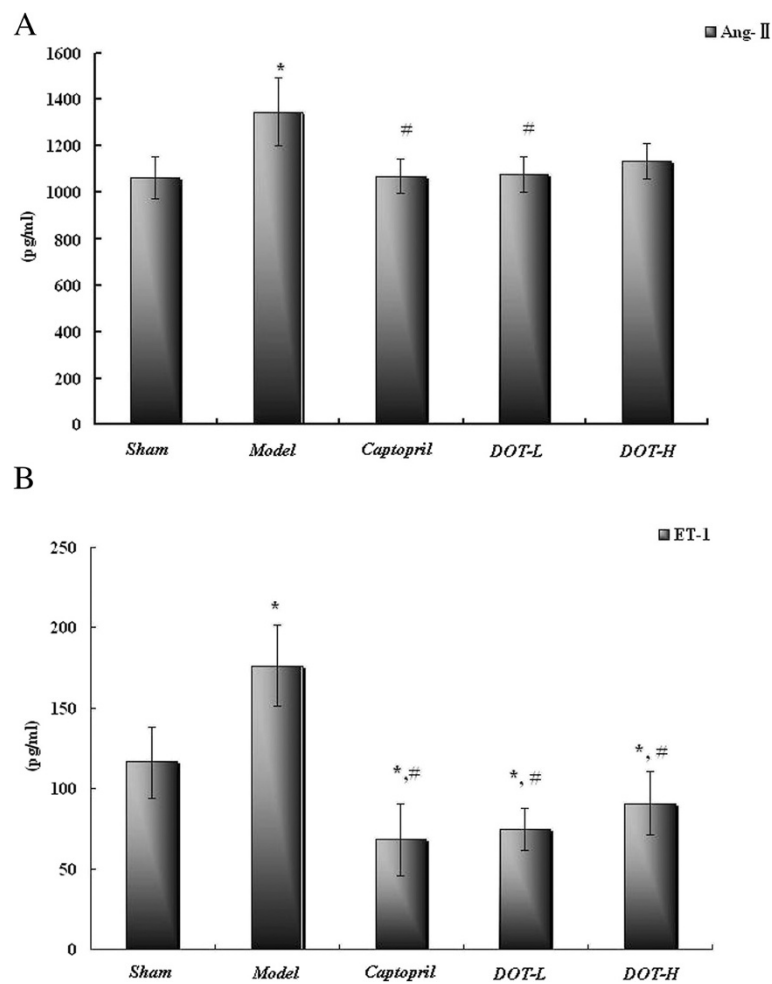 A
Ang-Ⅱ
1600
1400
1200
1000
800
600
400
200
0
(pg/ml)
*
#
#
Sham Model Captopril DOT-L DOT-H
B
ET-1
250
200
150
100
50
0
(pg/ml)
*
*,#
*, #
*, #
Sham Model Captopril DOT-L DOT-H